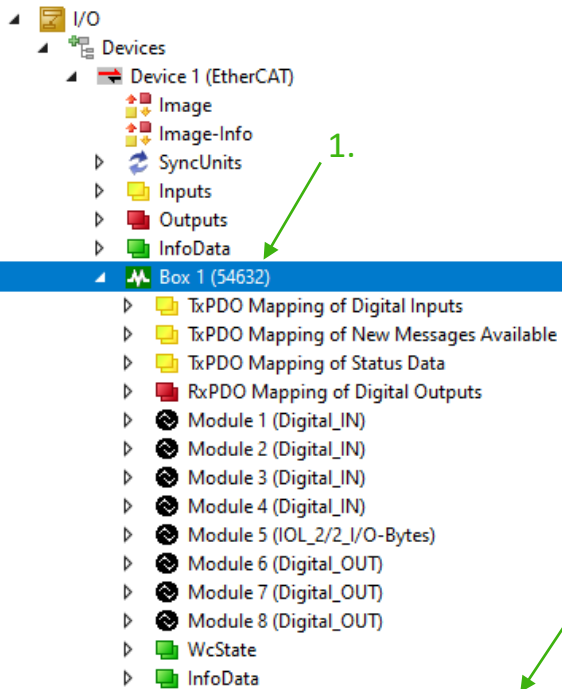 I/O
Devices
Device 1 (EtherCAT)
Image
Image-Info
SyncUnits
1.
Inputs
Outputs
InfoData
Box 1 (54632)
TxPDO Mapping of Digital Inputs
TxPDO Mapping of New Messages Available
TxPDO Mapping of Status Data
RxPDO Mapping of Digital Outputs
Module 1 (Digital_IN)
Module 2 (Digital_IN)
Module 3 (Digital_IN)
Module 4 (Digital_IN)
Module 5 (IOL_2/2_I/O-Bytes)
Module 6 (Digital_OUT)
Module 7 (Digital_OUT)
Module 8 (Digital_OUT)
WcState
InfoData